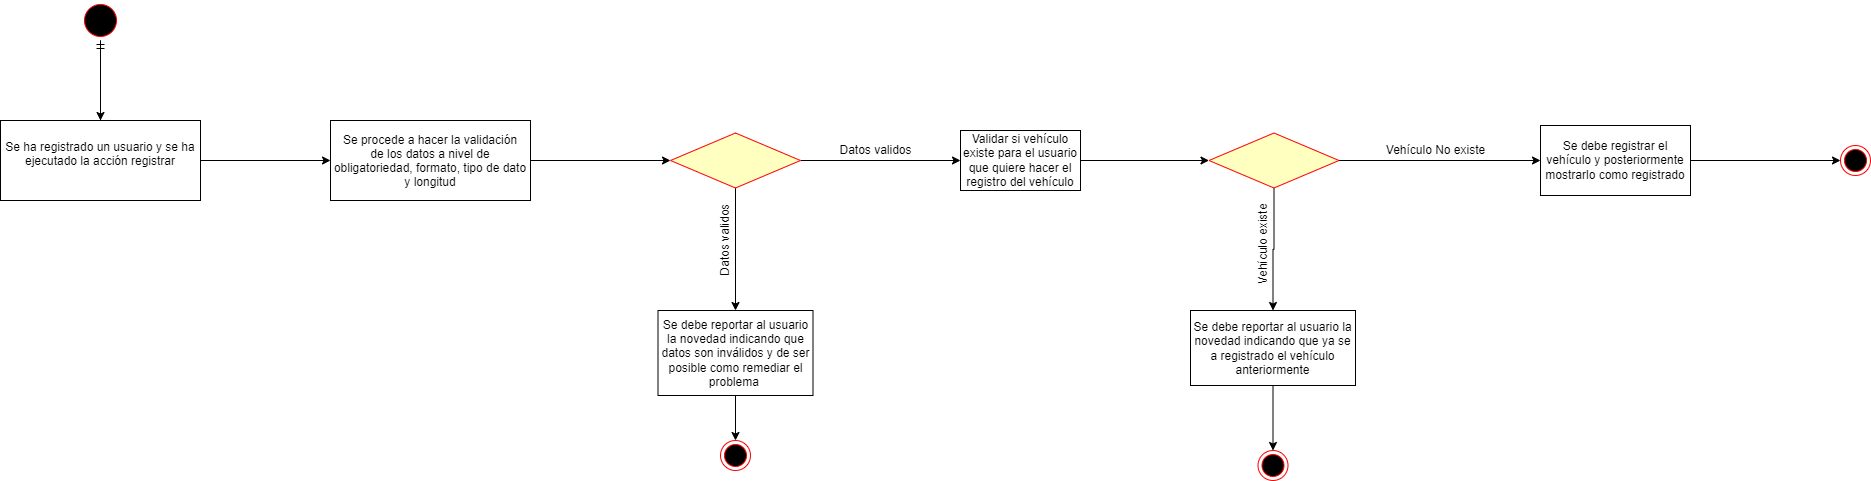 Se ha registrado un usuario y se ha
ejecutado la acción registrar
Se procede a hacer la validación
de los datos a nivel de
obligatoriedad, formato, tipo de dato
y longitud
Datos validos
Datos validos
Se debe reportar al usuario
la novedad indicando que
datos son inválidos y de ser
posible como remediar el
problema
Validar si vehículo
existe para el usuario
que quiere hacer el
registro del vehículo
Vehículo No existe
Vehículo existe
Se debe reportar al usuario la
novedad indicando que ya se
a registrado el vehículo
anteriormente
Se debe registrar el
vehículo y posteriormente
mostrarlo como registrado